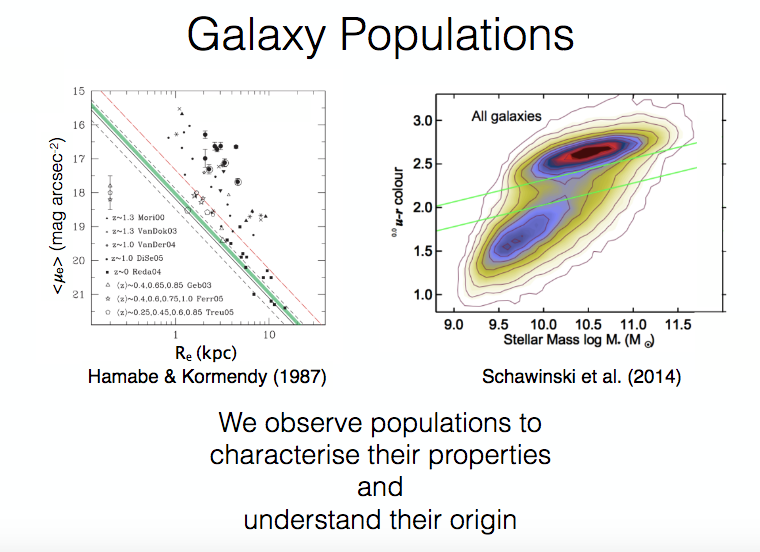 Galaxy Populations
15
16
17
18
19
20
21
<μe> (mag arcsec-2)
z~1.3 Mori00
z~1.3 VanDok03
z~1.0 VanDer04
z~1.0 DiSe05
z~0 Reda04
⟨z⟩~0.4,0.65,0.85 Geb03
⟨z⟩~0.4,0.6,0.75,1.0 Ferr05
⟨z⟩~0.25,0.45,0.6,0.85 Treu05
1 10
Re (kpc)
Hamabe & Kormendy (1987)
All galaxies
3.0
2.5
2.0
1.5
1.0
0.0 u-r colour
9.0 9.5 10.0 10.5 11.0 11.5
Stellar Mass log M* (M☉)
Schawinski et al. (2014)
We observe populations to
characterise their properties
and
understand their origin